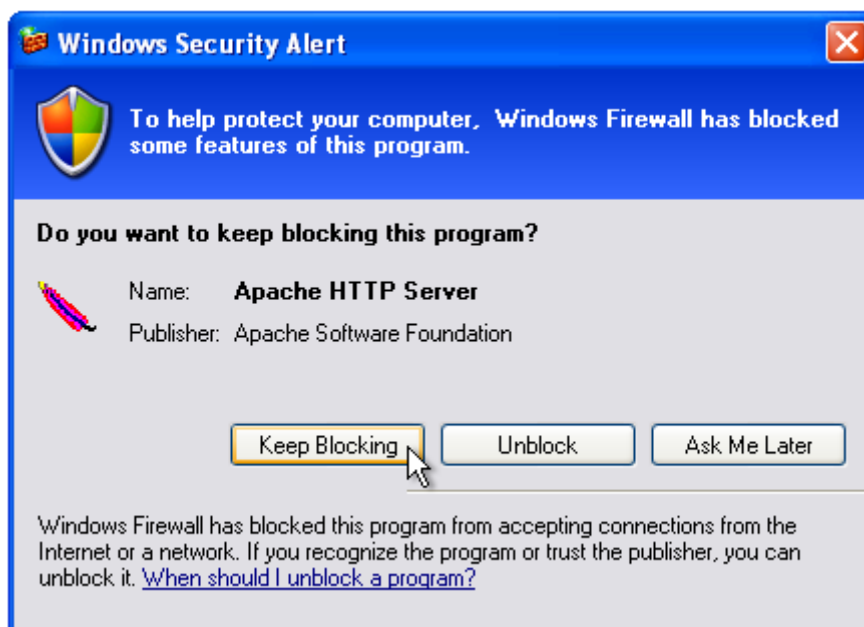 Windows Security Alert
To help protect your computer, Windows Firewall has blocked
some features of this program.
Do you want to keep blocking this program?
Name: Apache HTTP Server
Publisher: Apache Software Foundation
Keep Blocking Unblock Ask Me Later
Windows Firewall has blocked this program from accepting connections from the
Internet or a network. If you recognize the program or trust the publisher, you can
unblock it. When should I unblock a program?